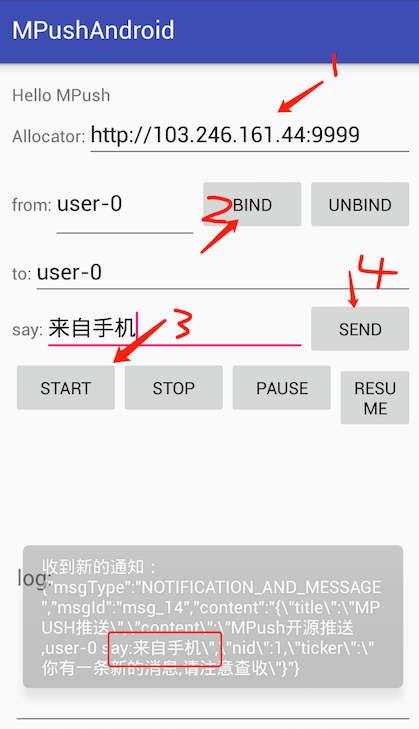 MPushAndroid
1
Hello MPush
Allocator: http://103.246.161.44:9999
from: user-0 2 BIND UNBIND
to: user-0
4
say: 来自手机 3 SEND
START STOP PAUSE RESU
ME
log:
收到新的通知：
{"msgType":"NOTIFICATION_AND_MESSAGE
","msgId":"msg_14","content":"{\"title\":\"MP
USH推送\",\"content\":\"MPush开源推送
,user-0 say:来自手机\",\"nid\":1,\"ticker\":\"
你有一条新的消息,请注意查收\"}"}